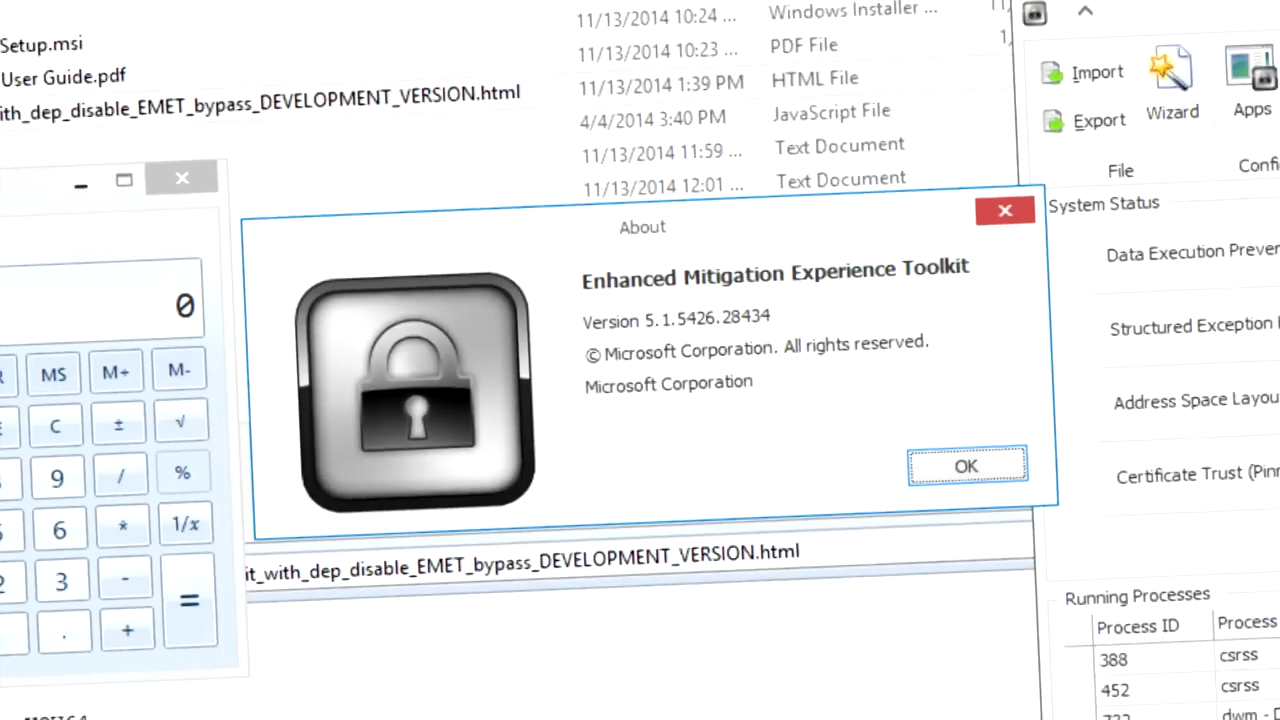 Setup.msi
User Guide.pdf
ith_dep_disable_EMET_bypass_DEVELOPMENT_VERSION.html
11/13/2014 10:24 ... Windows Installer ...
11/13/2014 10:23 ... PDF File
11/13/2014 1:39 PM HTML File
4/4/2014 3:40 PM JavaScript File
11/13/2014 11:59 ... Text Document
11/13/2014 12:01 ... Text Document
Import
Export
Wizard
Apps
File
Confi
0
MS M+ M-
C ± √
9 / %
6 * 1/x
2 3 - =
. +
About
Enhanced Mitigation Experience Toolkit
Version 5.1.5426.28434
© Microsoft Corporation. All rights reserved.
Microsoft Corporation
OK
it_with_dep_disable_EMET_bypass_DEVELOPMENT_VERSION.html
System Status
Data Execution Preven
Structured Exception
Address Space Layou
Certificate Trust (Pinn
Running Processes
Process ID Process
388 csrss
452 csrss
dwm -